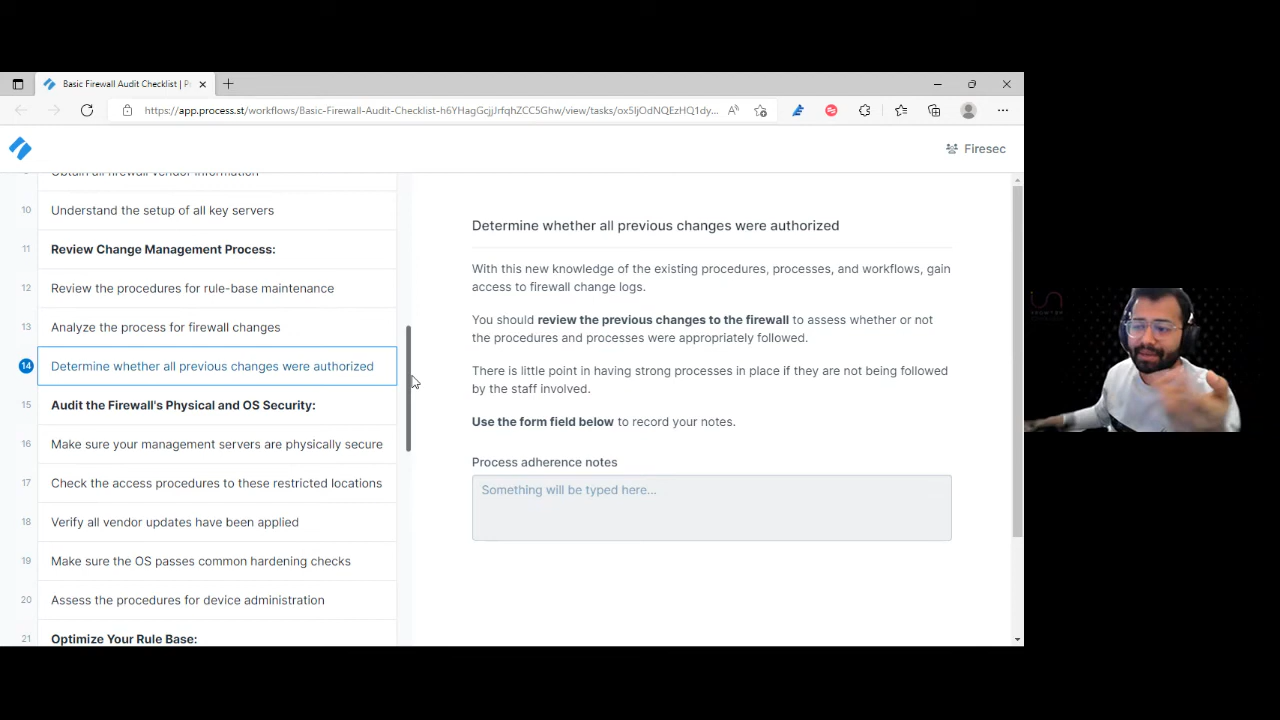 Basic Firewall Audit Checklist | P
https://app.process.st/workflows/Basic-Firewall-Audit-Checklist-h6YHagGcjjJrfqhZCC5Ghw/view/tasks/ox5ljOdNQEzHQ1dy...
Firesec
Obtain all firewall vendor information
10 Understand the setup of all key servers
11 Review Change Management Process:
12 Review the procedures for rule-base maintenance
13 Analyze the process for firewall changes
14 Determine whether all previous changes were authorized
15 Audit the Firewall's Physical and OS Security:
16 Make sure your management servers are physically secure
17 Check the access procedures to these restricted locations
18 Verify all vendor updates have been applied
19 Make sure the OS passes common hardening checks
20 Assess the procedures for device administration
21 Optimize Your Rule Base:
Determine whether all previous changes were authorized
With this new knowledge of the existing procedures, processes, and workflows, gain
access to firewall change logs.
You should review the previous changes to the firewall to assess whether or not
the procedures and processes were appropriately followed.
There is little point in having strong processes in place if they are not being followed
by the staff involved.
Use the form field below to record your notes.
Process adherence notes
Something will be typed here...